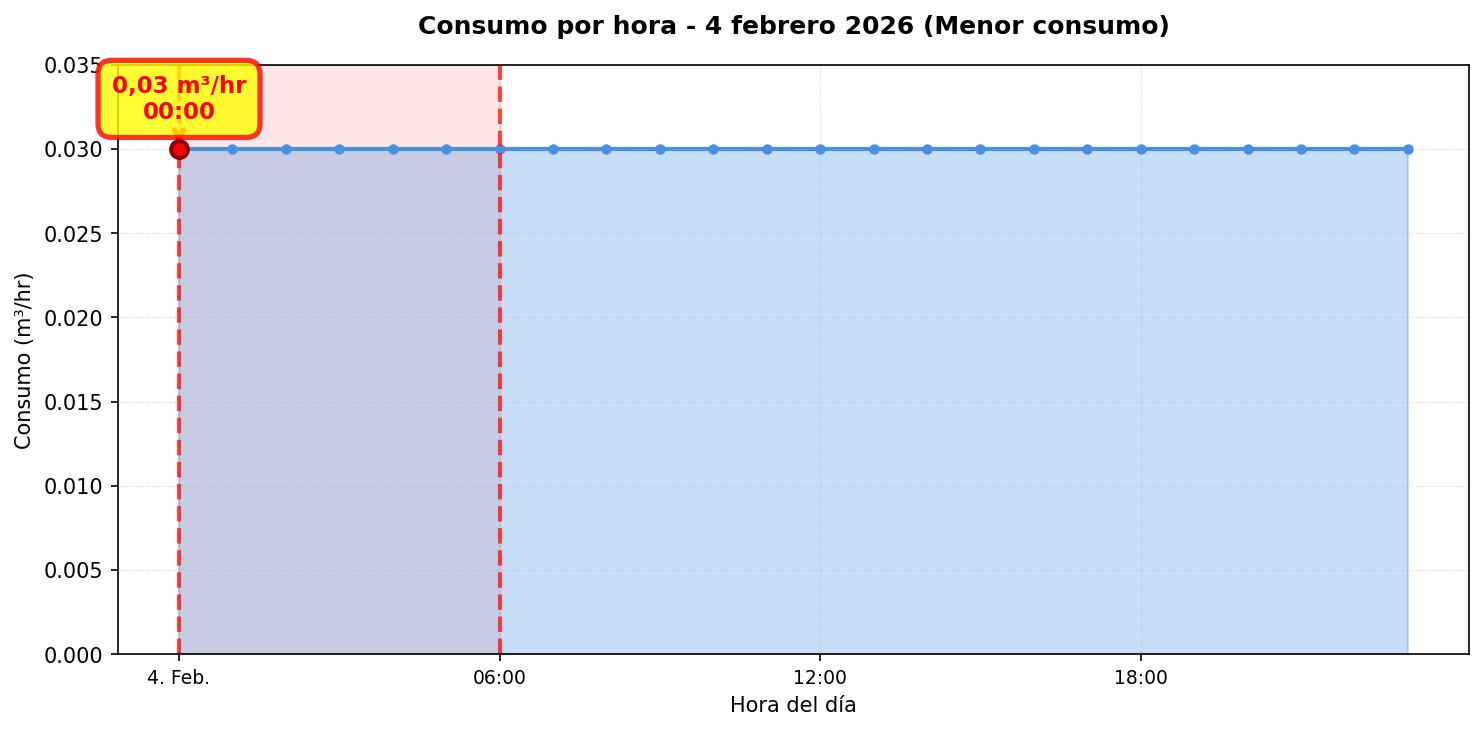 Consumo por hora - 4 febrero 2026 (Menor consumo)
0,03 m³/hr
00:00
Consumo (m³/hr)
0.035
0.030
0.025
0.020
0.015
0.010
0.005
0.000
4. Feb.
06:00
12:00
18:00
Hora del día